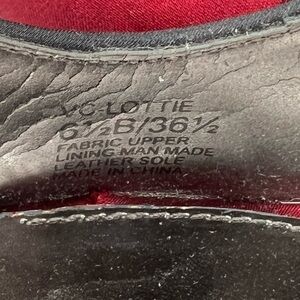 VC-LOTTIE
6½B/36½
FABRIC UPPER
LINING MAN MADE
LEATHER SOLE
MADE IN CHINA